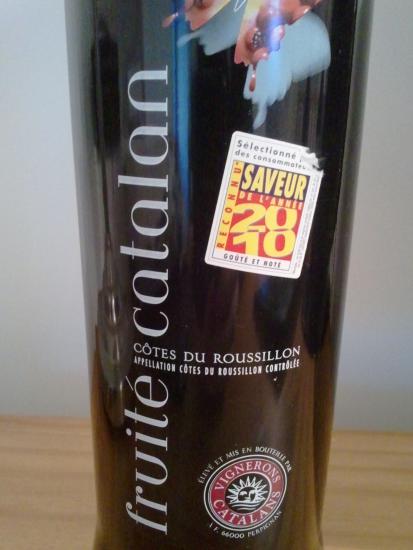 fruité catalan
Sélectionné
des consommate
RECONNU
SAVEUR
DE L'ANNÉE
2010
GOÛTÉ ET NOTÉ
CÔTES DU ROUSSILLON
APPELLATION CÔTES DU ROUSSILLON CONTRÔLÉE
ÉLEVÉ ET MIS EN BOUTEILLE PAR
VIGNERONS
CATALANS
À F. 66000 PERPIGNAN